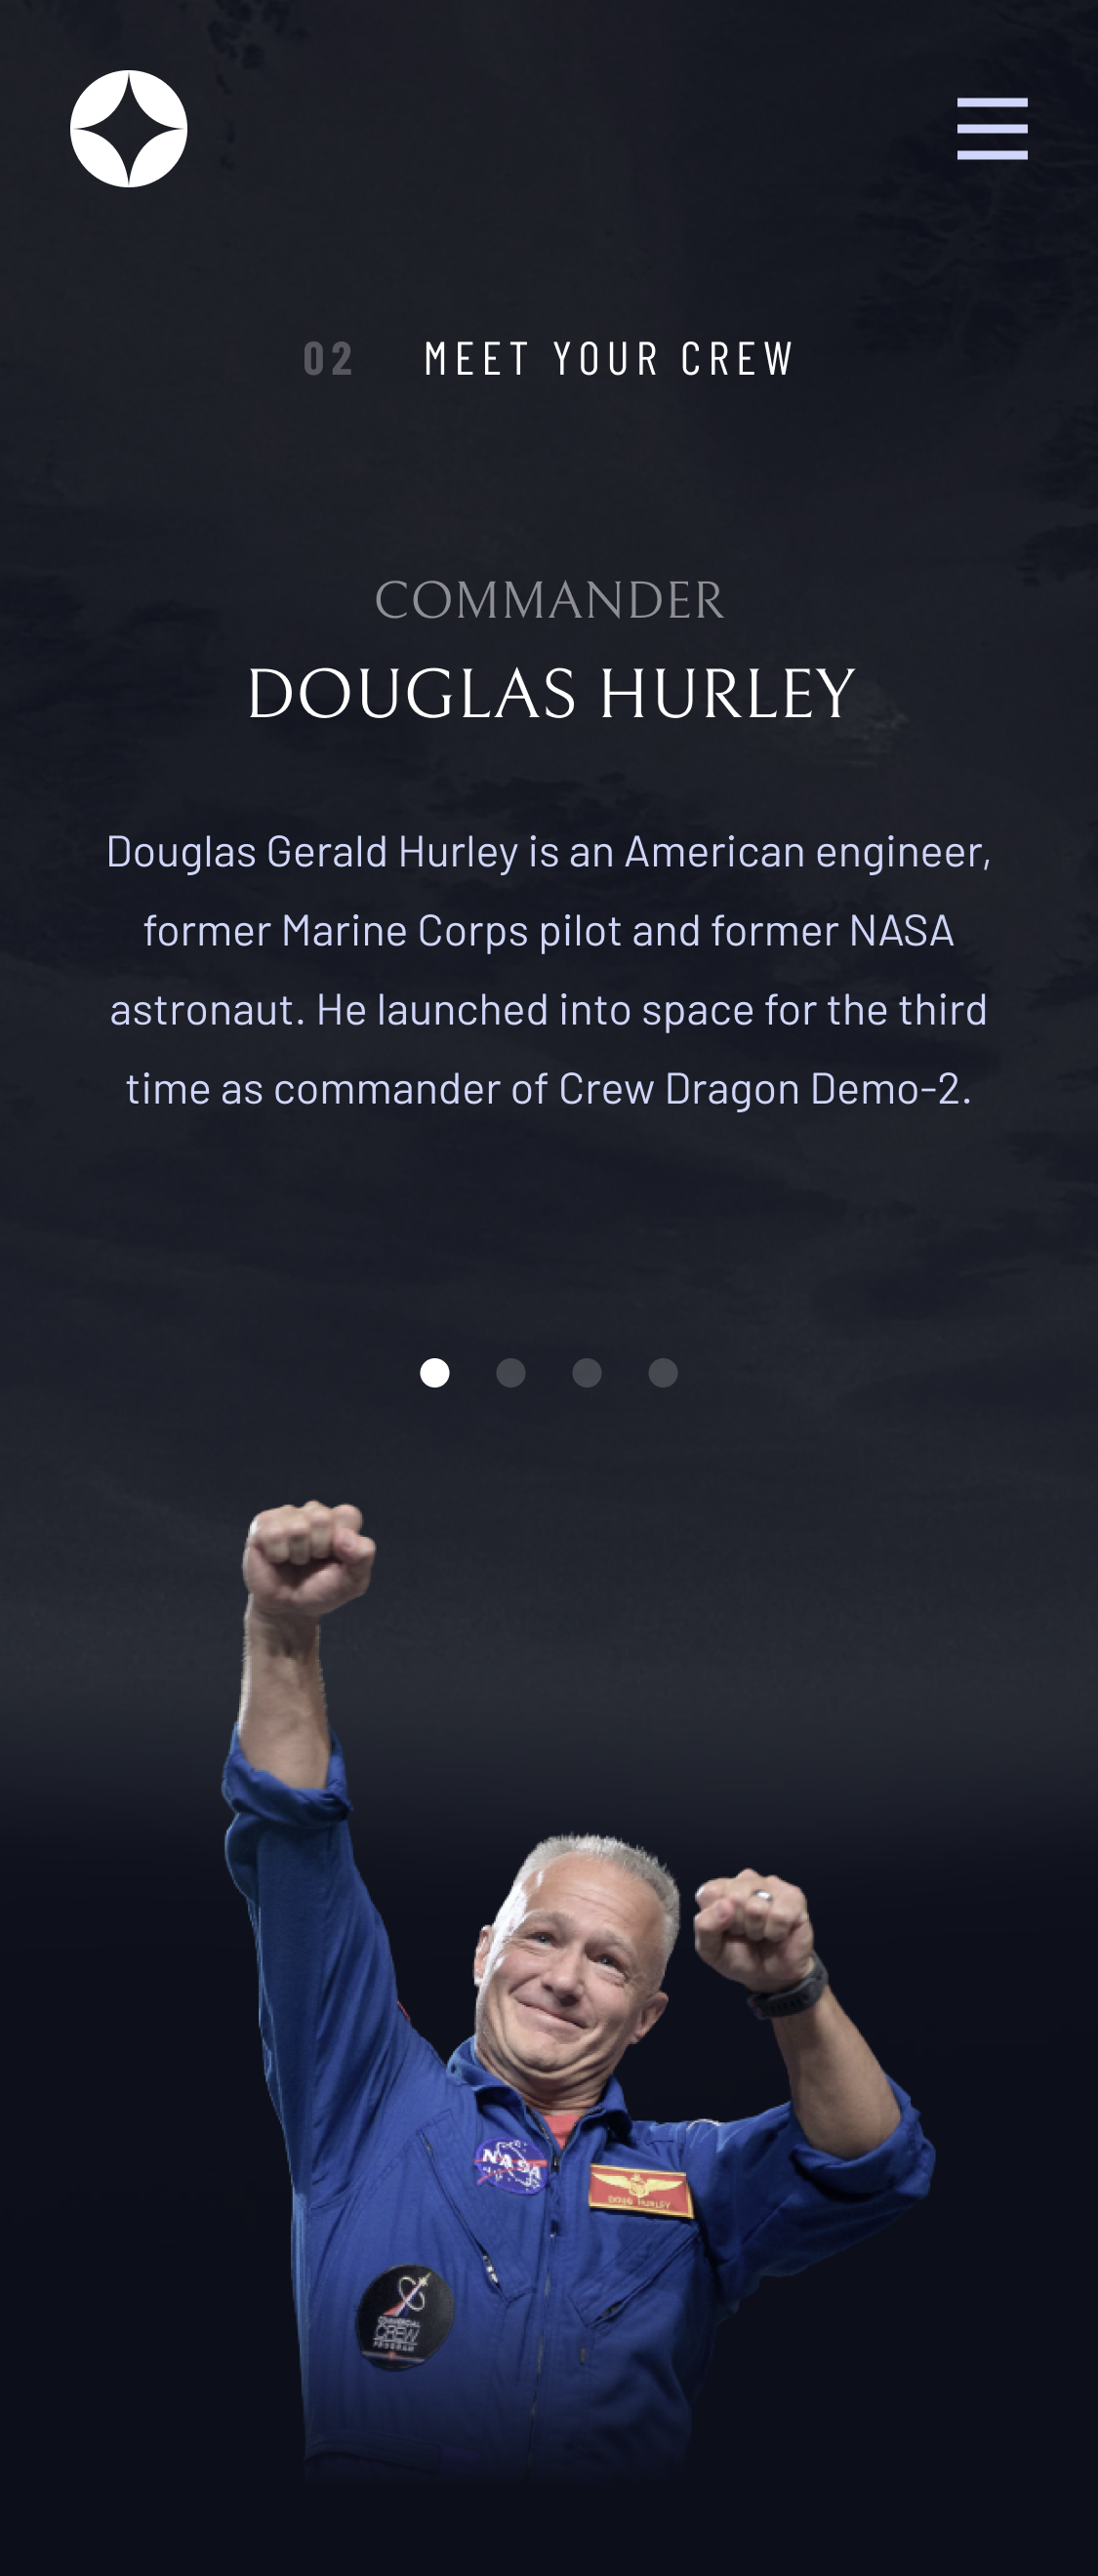 02 MEET YOUR CREW
COMMANDER
DOUGLAS HURLEY
Douglas Gerald Hurley is an American engineer,
former Marine Corps pilot and former NASA
astronaut. He launched into space for the third
time as commander of Crew Dragon Demo-2.
NASA
DOUG HURLEY
COMMERCIAL
CREW
PROGRAM